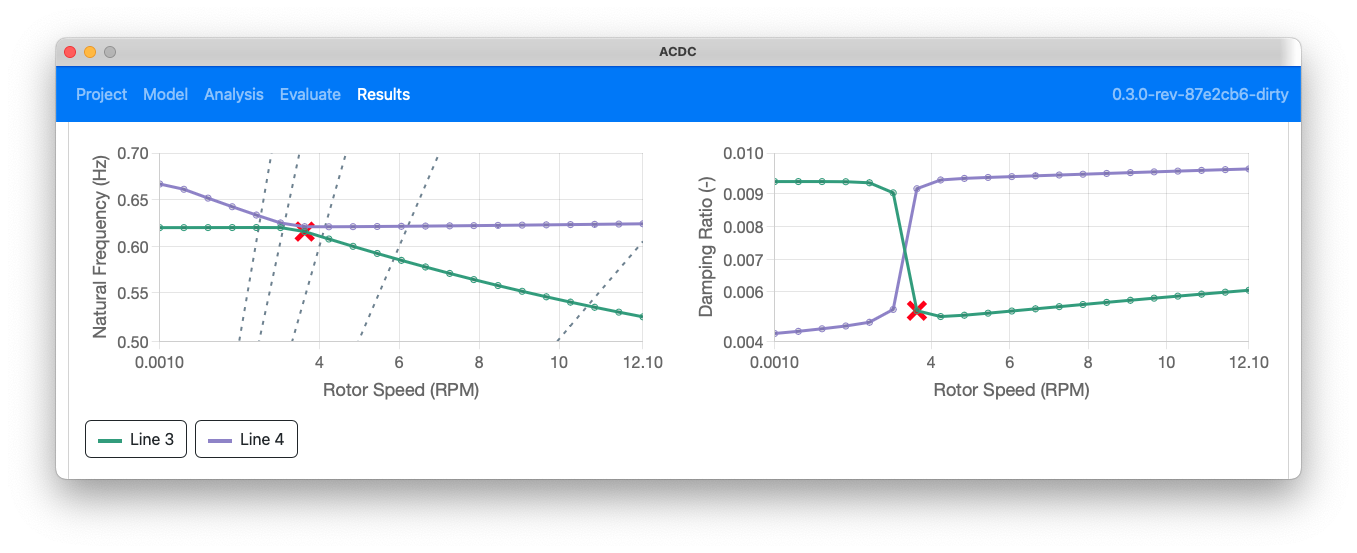 ACDC
Project Model Analysis Evaluate Results 0.3.0-rev-87e2cb6-dirty
Natural Frequency (Hz)
0.70
0.65
0.60
0.55
0.50
0.0010 4 6 8 10 12.10
Rotor Speed (RPM)
Damping Ratio (-)
0.010
0.009
0.008
0.007
0.006
0.004
0.0010 4 6 8 10 12.10
Rotor Speed (RPM)
Line 3 Line 4